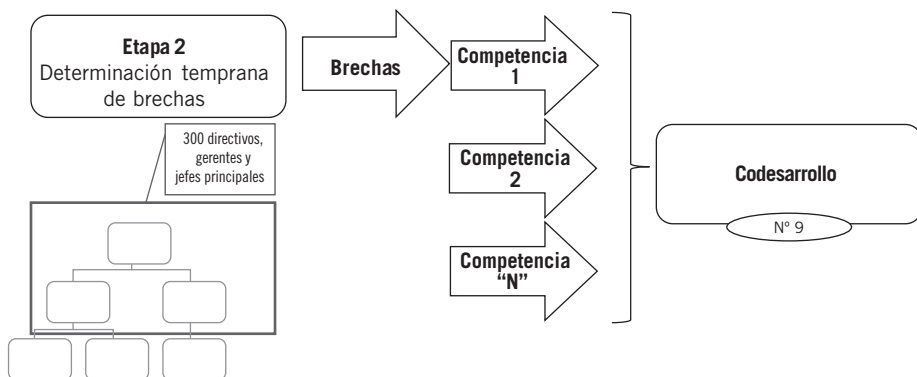 Etapa 2
Determinación temprana
de brechas
300 directivos,
gerentes y
jefes principales
Brechas
Competencia
1
Competencia
2
Competencia
“N”
Codesarrollo
Nº 9